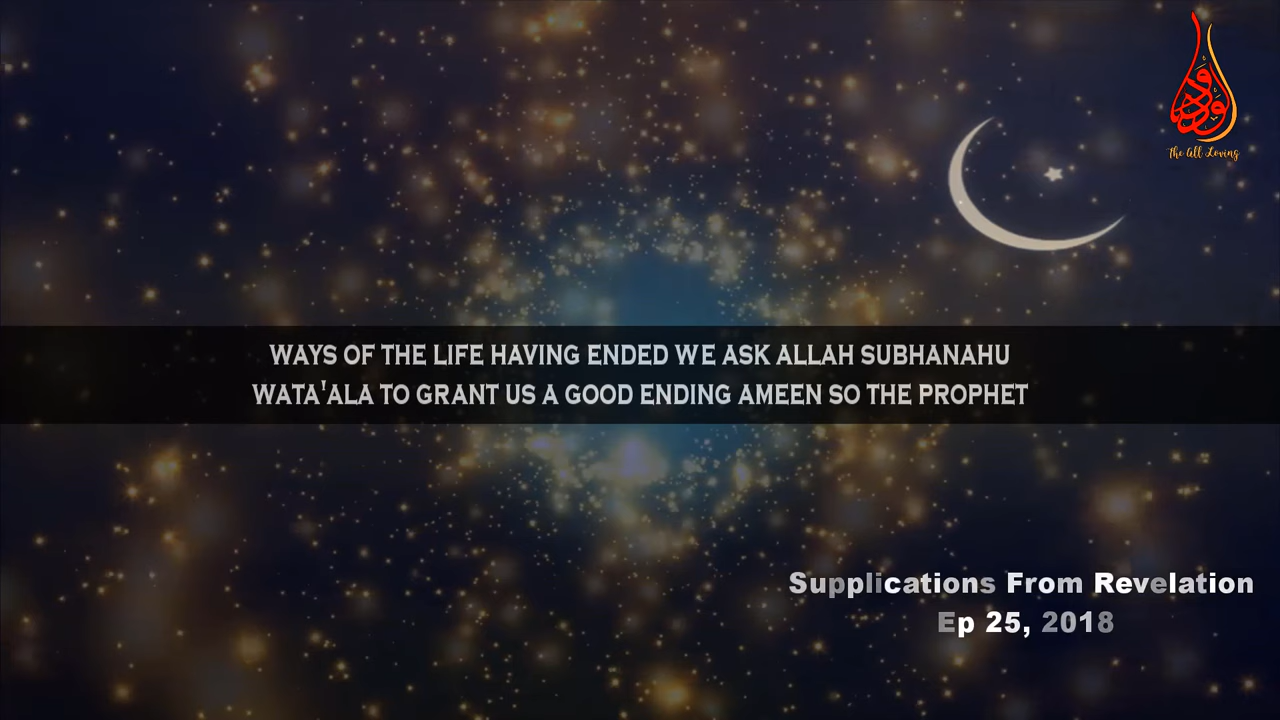 ودود
The All Loving
WAYS OF THE LIFE HAVING ENDED WE ASK ALLAH SUBHANAHU
WATA'ALA TO GRANT US A GOOD ENDING AMEEN SO THE PROPHET
Supplications From Revelation
Ep 25, 2018